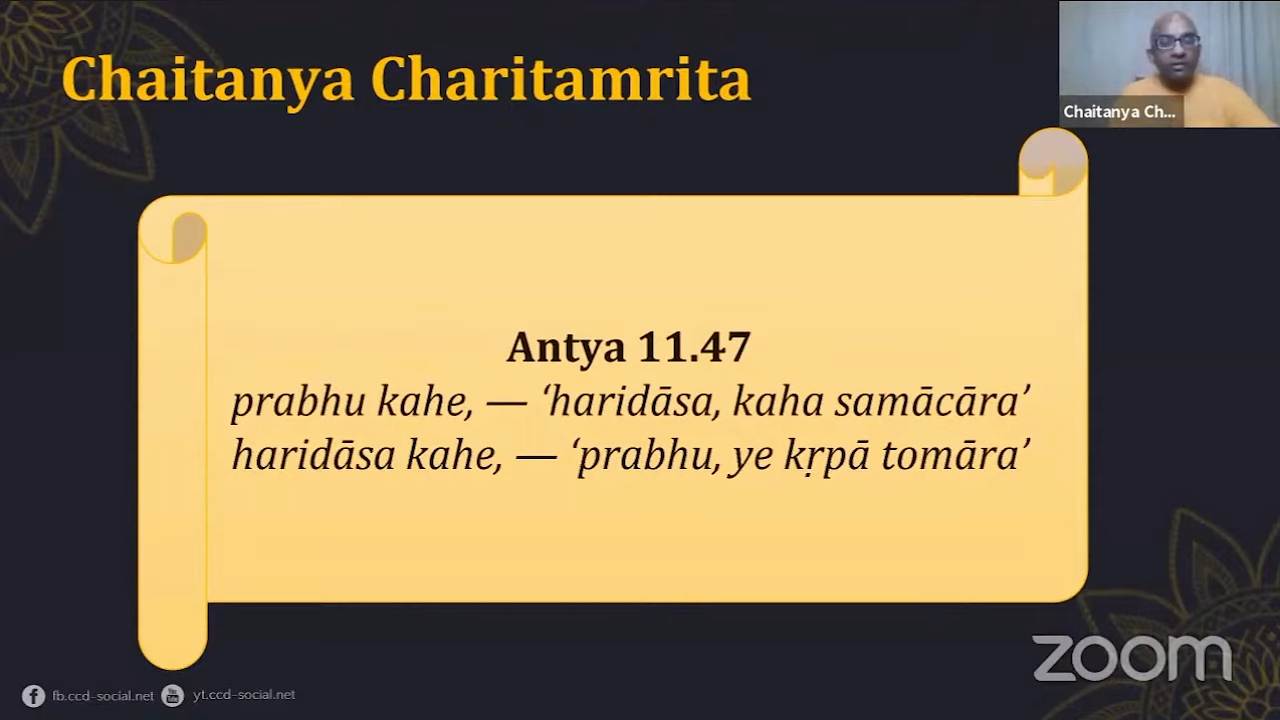 Chaitanya Charitamrita
Chaitanya Ch...
Antya 11.47
prabhu kahe, — ‘haridāsa, kaha samācāra’
haridāsa kahe, — ‘prabhu, ye kṛpā tomāra’
zoom
fb.ccd-social.net
yt.ccd-social.net